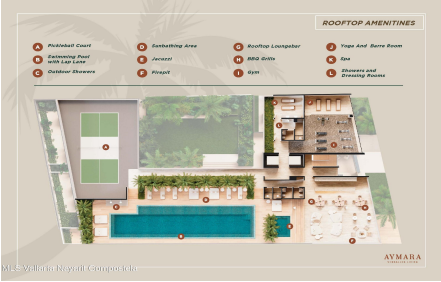 ROOFTOP AMENITINES
A Pickleball Court
B Swimming Pool
with Lap Lane
C Outdoor Showers
D Sunbathing Area
E Jacuzzi
F Firepit
G Rooftop Loungebar
H BBQ Grills
I Gym
J Yoga And Barre Room
K Spa
L Showers and
Dressing Rooms
AYMARA